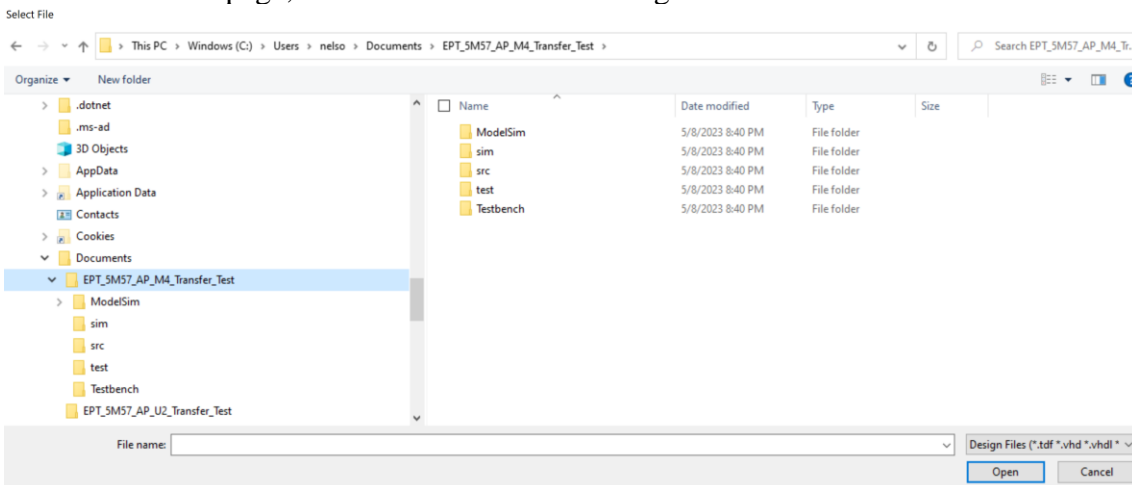 Select File
This PC > Windows (C:) > Users > nelso > Documents > EPT_5M57_AP_M4_Transfer_Test >
Search EPT_5M57_AP_M4_Tr...
Organize
New folder
.dotnet
.ms-ad
3D Objects
AppData
Application Data
Contacts
Cookies
Documents
EPT_5M57_AP_M4_Transfer_Test
ModelSim
sim
src
test
Testbench
EPT_5M57_AP_U2_Transfer_Test
Name Date modified Type Size
ModelSim 5/8/2023 8:40 PM File folder
sim 5/8/2023 8:40 PM File folder
src 5/8/2023 8:40 PM File folder
test 5/8/2023 8:40 PM File folder
Testbench 5/8/2023 8:40 PM File folder
File name:
Design Files (*.tdf *.vhd *.vhdl *
Open Cancel